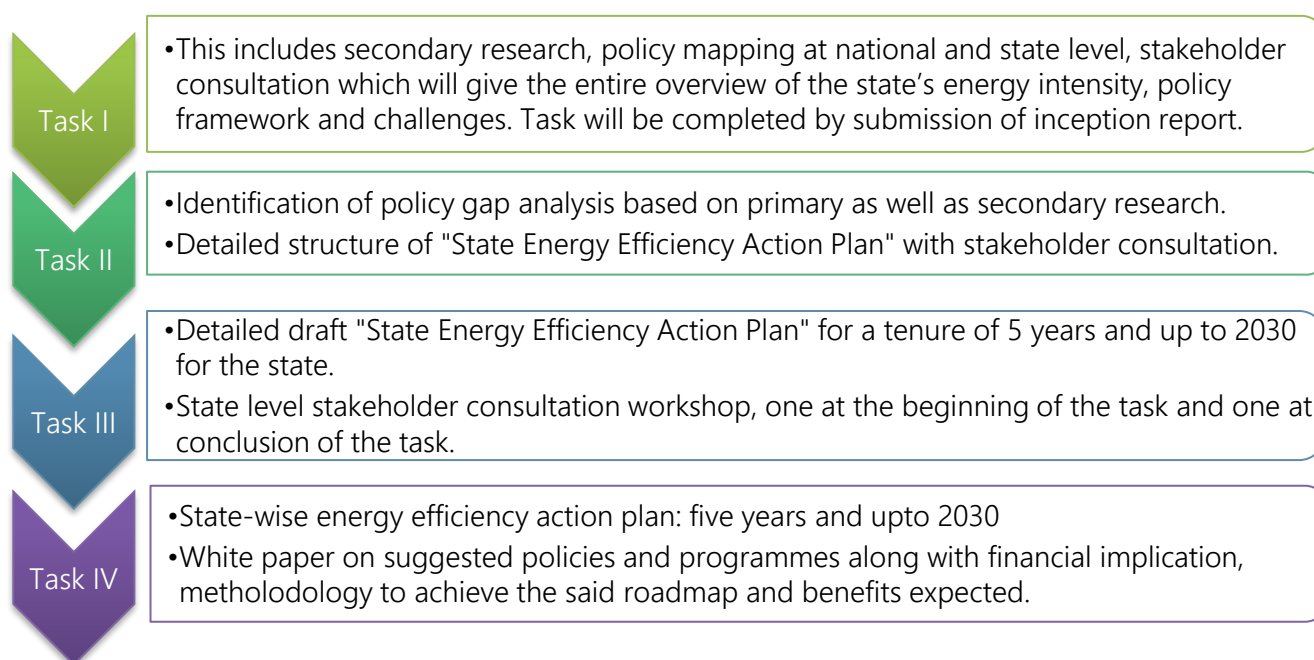 Task I
•This includes secondary research, policy mapping at national and state level, stakeholder
consultation which will give the entire overview of the state's energy intensity, policy
framework and challenges. Task will be completed by submission of inception report.
Task II
•Identification of policy gap analysis based on primary as well as secondary research.
•Detailed structure of "State Energy Efficiency Action Plan" with stakeholder consultation.
Task III
•Detailed draft "State Energy Efficiency Action Plan" for a tenure of 5 years and up to 2030
for the state.
•State level stakeholder consultation workshop, one at the beginning of the task and one at
conclusion of the task.
Task IV
•State-wise energy efficiency action plan: five years and upto 2030
•White paper on suggested policies and programmes along with financial implication,
metholodology to achieve the said roadmap and benefits expected.